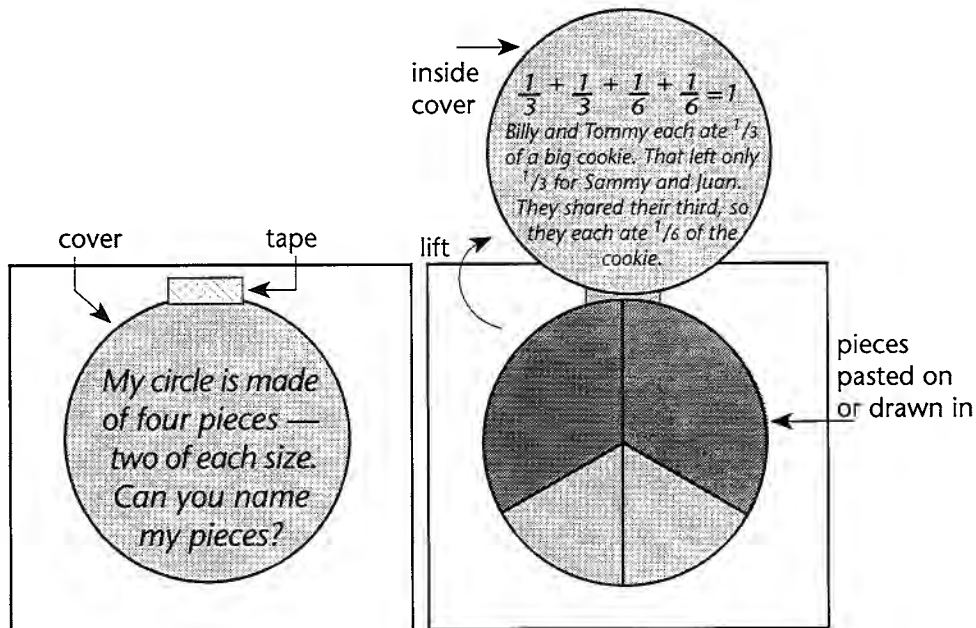 cover
tape
My circle is made
of four pieces —
two of each size.
Can you name
my pieces?
inside
cover
1/3 + 1/3 + 1/6 + 1/6 = 1
Billy and Tommy each ate 1/3
of a big cookie. That left only
1/3 for Sammy and Juan.
They shared their third, so
they each ate 1/6 of the
cookie.
lift
pieces
pasted on
or drawn in